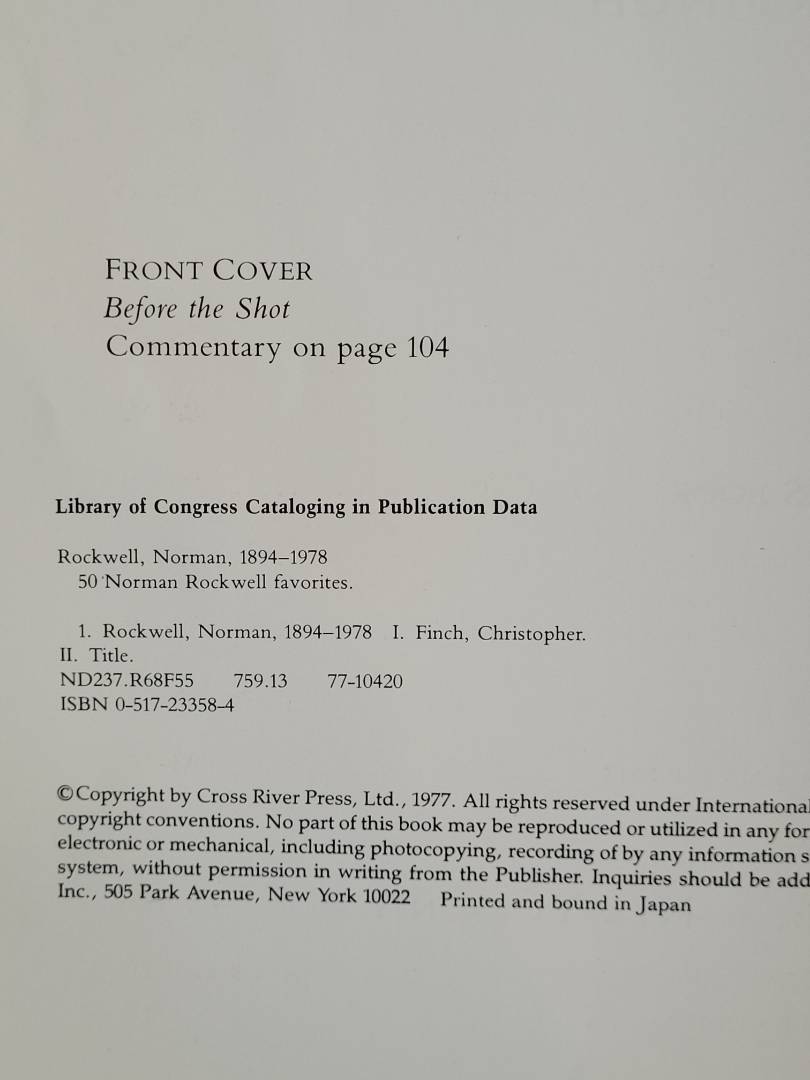 FRONT COVER
Before the Shot
Commentary on page 104
Library of Congress Cataloging in Publication Data
Rockwell, Norman, 1894–1978
50 Norman Rockwell favorites.
1. Rockwell, Norman, 1894–1978 I. Finch, Christopher.
II. Title.
ND237.R68F55 759.13 77-10420
ISBN 0-517-23358-4
©Copyright by Cross River Press, Ltd., 1977. All rights reserved under International
copyright conventions. No part of this book may be reproduced or utilized in any for
electronic or mechanical, including photocopying, recording of by any information s
system, without permission in writing from the Publisher. Inquiries should be add
Inc., 505 Park Avenue, New York 10022 Printed and bound in Japan